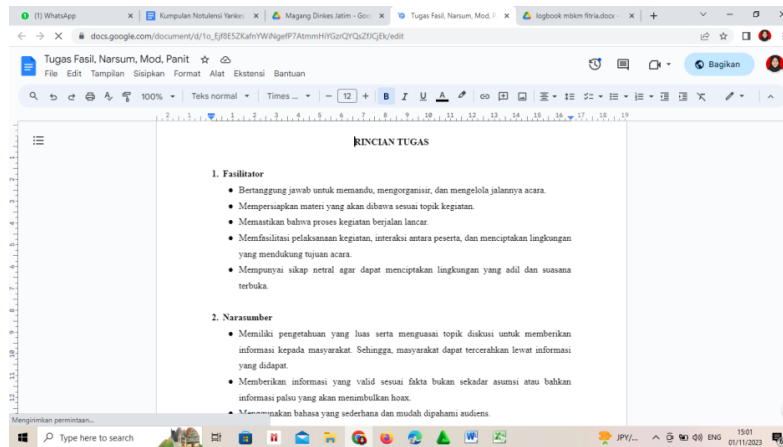 (1) WhatsApp
Kumpulan Notulensi Yankes
Magang Dinkes Jatim - Goo
Tugas Fasil, Narsum, Mod, P
logbook mbkm fitria.docx -
Tugas Fasil, Narsum, Mod, Panit
File Edit Tampilan Sisipkan Format Alat Ekstensi Bantuan
Bagikan
100% Teks normal Times ... 12 B I U A
RINCIAN TUGAS
1. Fasilitator
● Bertanggung jawab untuk memandu, mengorganisir, dan mengelola jalannya acara.
● Mempersiapkan materi yang akan dibawa sesuai topik kegiatan.
● Memastikan bahwa proses kegiatan berjalan lancar.
● Memfasilitasi pelaksanaan kegiatan, interaksi antara peserta, dan menciptakan lingkungan
yang mendukung tujuan acara.
● Mempunyai sikap netral agar dapat menciptakan lingkungan yang adil dan suasana
terbuka.
2. Narasumber
● Memiliki pengetahuan yang luas serta menguasai topik diskusi untuk memberikan
informasi kepada masyarakat. Sehingga, masyarakat dapat tercerahkan lewat informasi
yang didapat.
● Memberikan informasi yang valid sesuai fakta bukan sekadar asumsi atau bahkan
informasi palsu yang akan menimbulkan hoax.
● Menggunakan bahasa yang sederhana dan mudah dipahami audiens.
Mengirimkan permintaan...
Type here to search
JPY/... ENG 15:01
01/11/2023